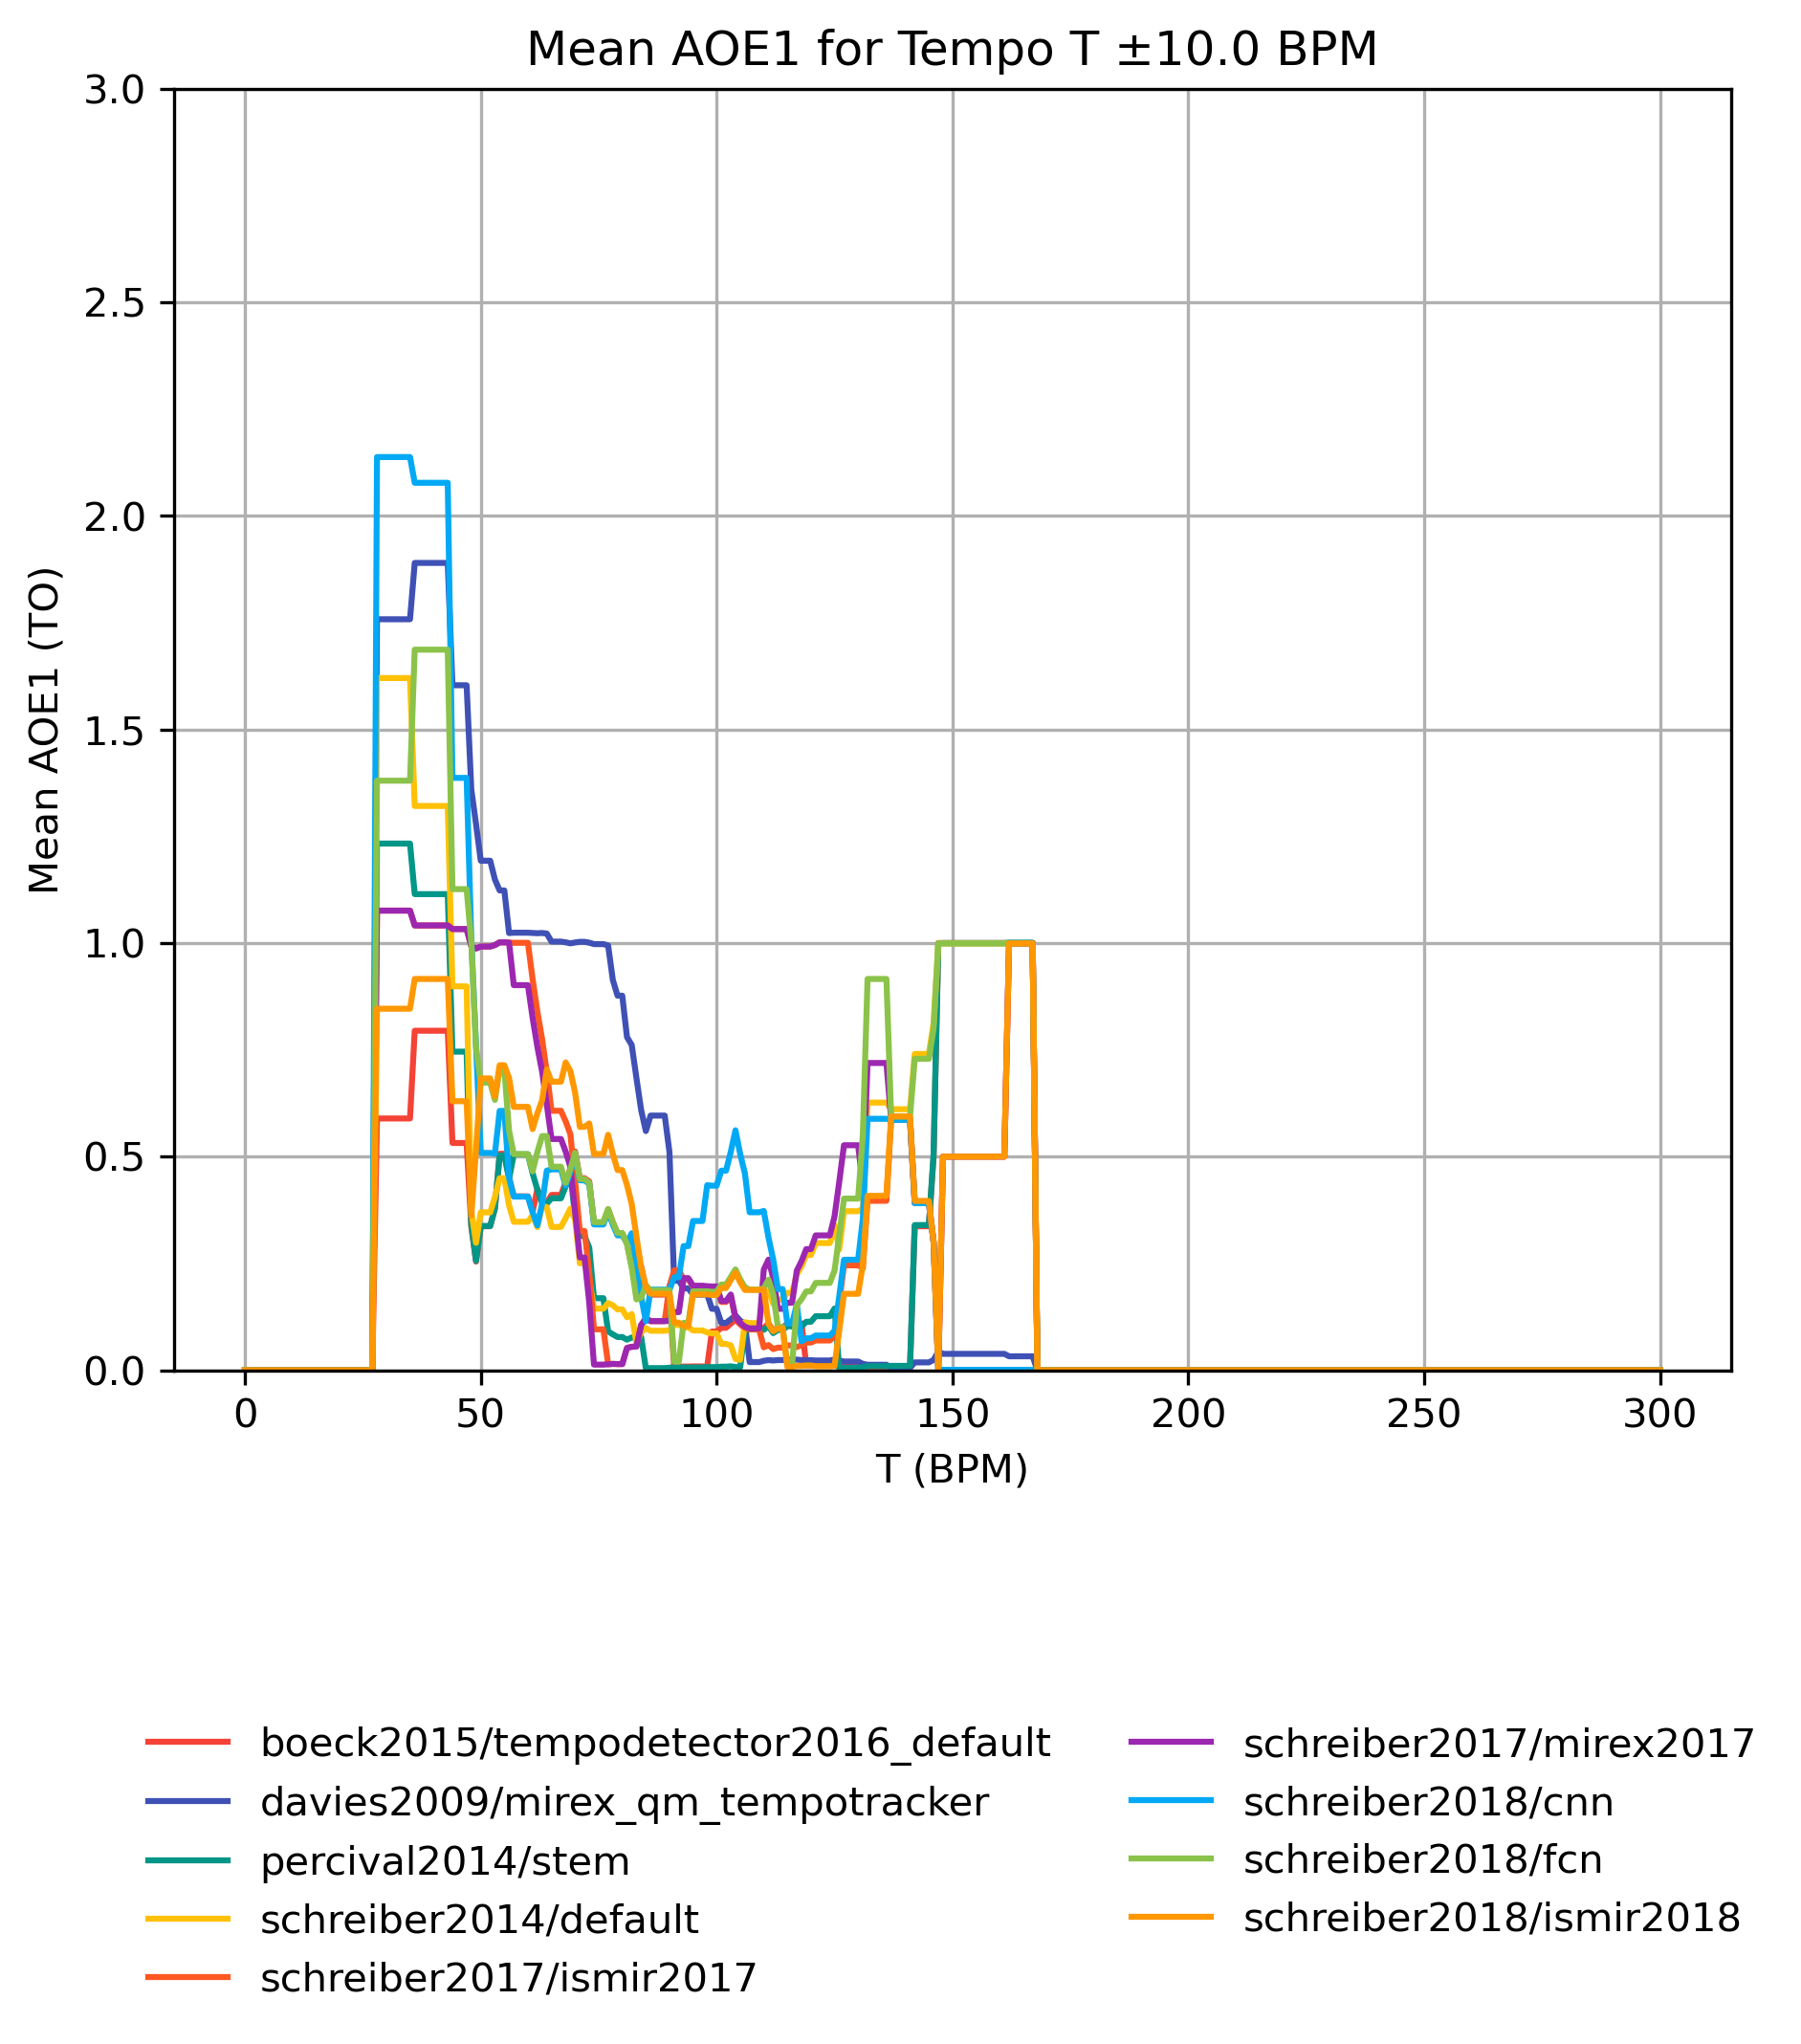 Mean AOE1 for Tempo T ±10.0 BPM
3.0
2.5
2.0
1.5
1.0
0.5
0.0
Mean AOE1 (TO)
0 50 100 150 200 250 300
T (BPM)
boeck2015/tempodetector2016_default
davies2009/mirex_qm_tempotracker
percival2014/stem
schreiber2014/default
schreiber2017/ismir2017
schreiber2017/mirex2017
schreiber2018/cnn
schreiber2018/fcn
schreiber2018/ismir2018